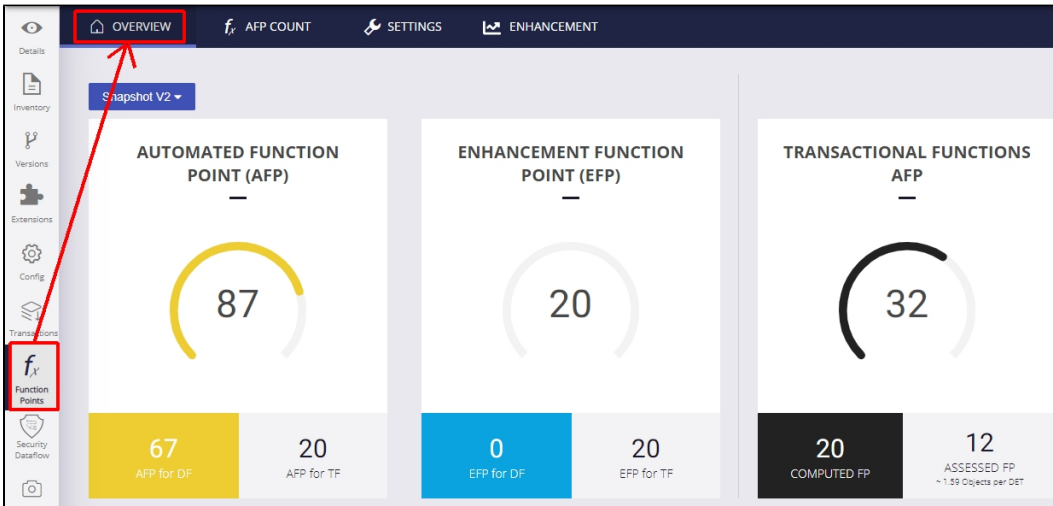 Details
Inventory
Versions
Extensions
Config
Transactions
fx
Function
Points
Security
Dataflow
OVERVIEW
fx AFP COUNT
SETTINGS
ENHANCEMENT
Snapshot V2
AUTOMATED FUNCTION
POINT (AFP)
87
67
AFP for DF
20
AFP for TF
ENHANCEMENT FUNCTION
POINT (EFP)
20
0
EFP for DF
20
EFP for TF
TRANSACTIONAL FUNCTIONS
AFP
32
20
COMPUTED FP
12
ASSESSED FP
~ 1.59 Objects per DET